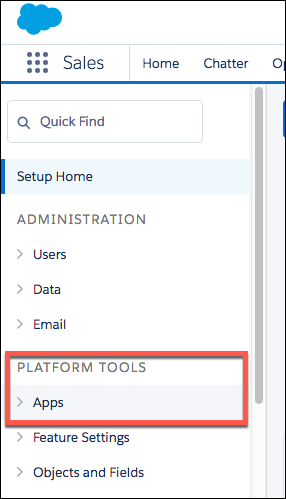 Sales Home Chatter
Quick Find
Setup Home
ADMINISTRATION
Users
Data
Email
PLATFORM TOOLS
Apps
Feature Settings
Objects and Fields